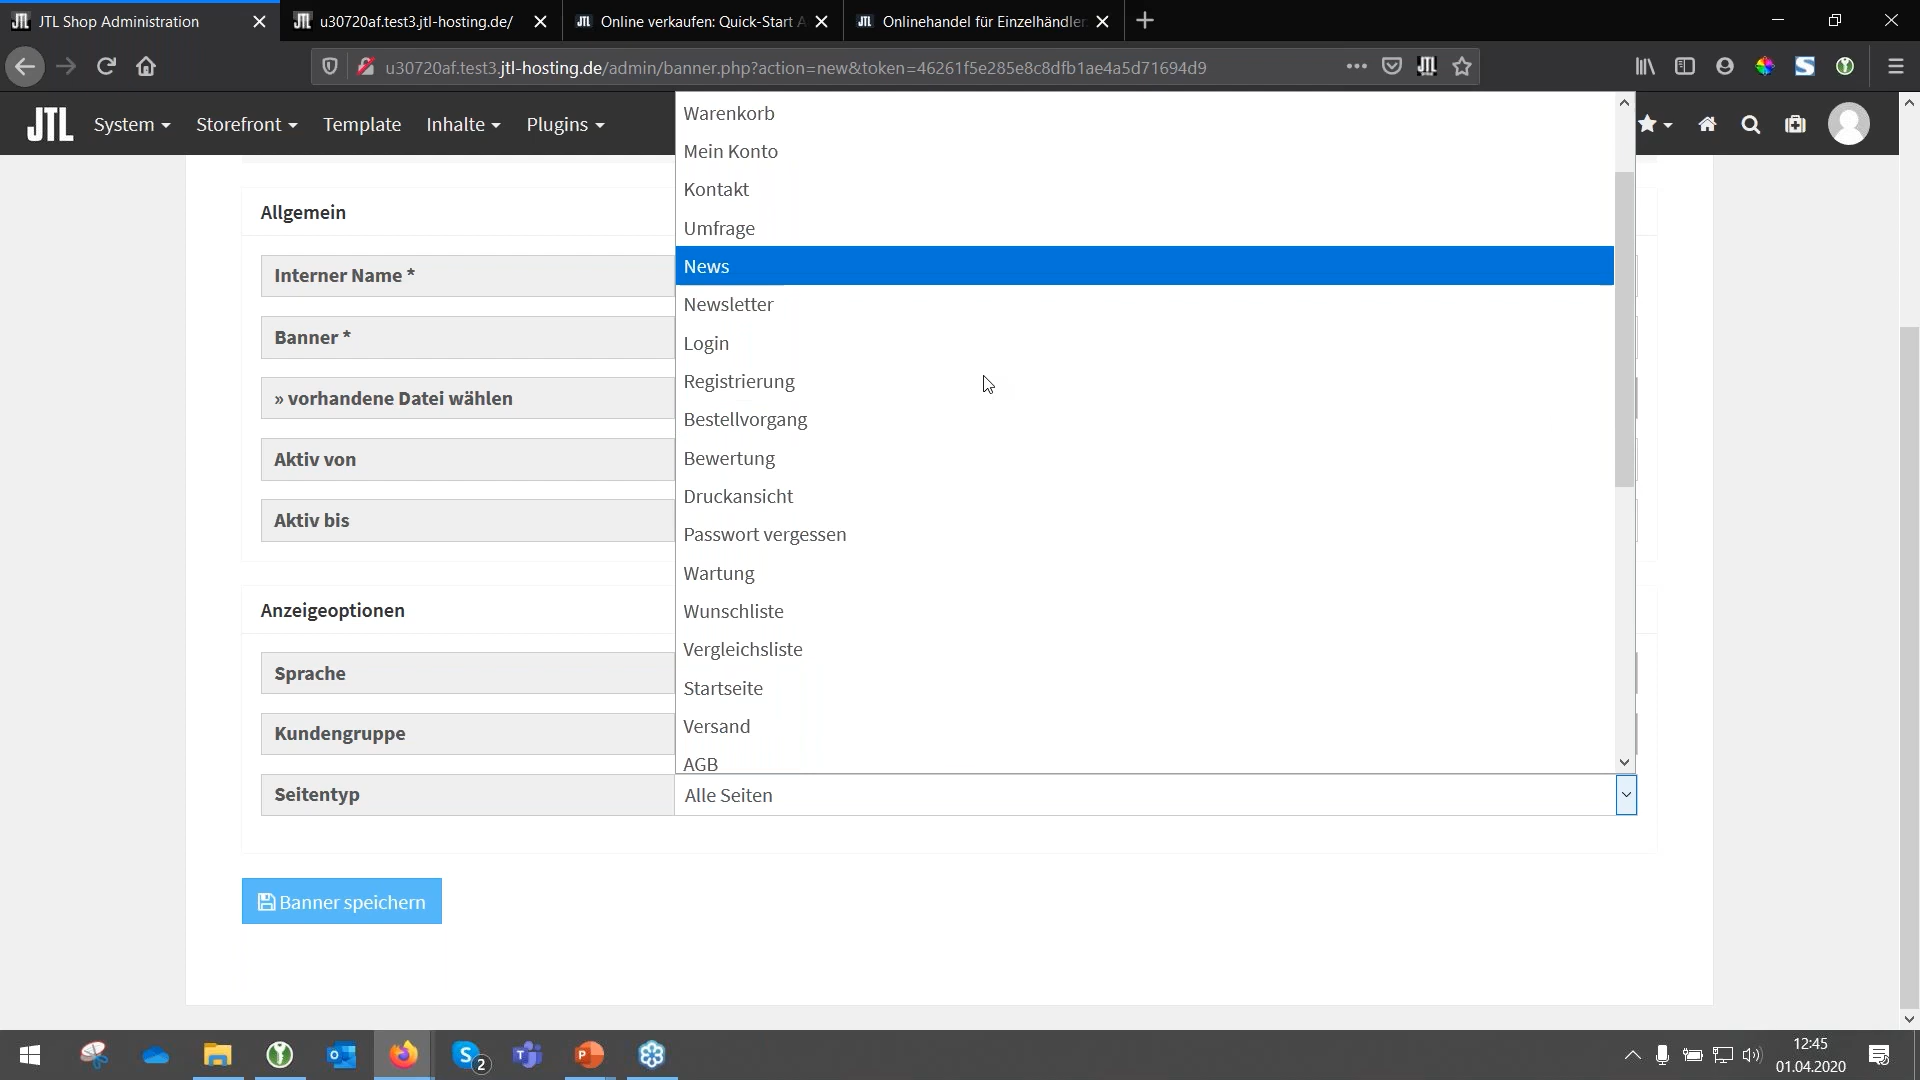 JTL Shop Administration
u30720af.test3.jtl-hosting.de/
Online verkaufen: Quick-Start A
Onlinehandel für Einzelhändler
u30720af.test3.jtl-hosting.de/admin/banner.php?action=new&token=46261f5e285e8c8dfb1ae4a5d71694d9
JTL System Storefront Template Inhalte Plugins
Warenkorb
Mein Konto
Kontakt
Umfrage
News
Newsletter
Login
Registrierung
Bestellvorgang
Bewertung
Druckansicht
Passwort vergessen
Wartung
Wunschliste
Vergleichsliste
Startseite
Versand
AGB
Allgemein
Interner Name *
Banner *
» vorhandene Datei wählen
Aktiv von
Aktiv bis
Anzeigeoptionen
Sprache
Kundengruppe
Seitentyp Alle Seiten
Banner speichern
2
12:45
01.04.2020